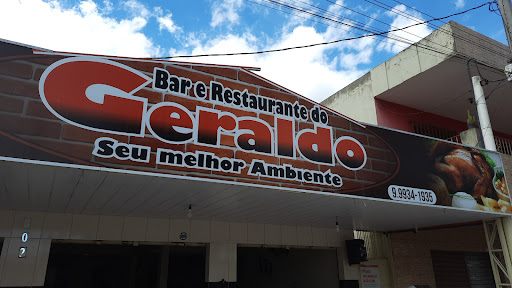 Bar e Restaurante do
Geraldo
Seu melhor Ambiente
9.9934-1935